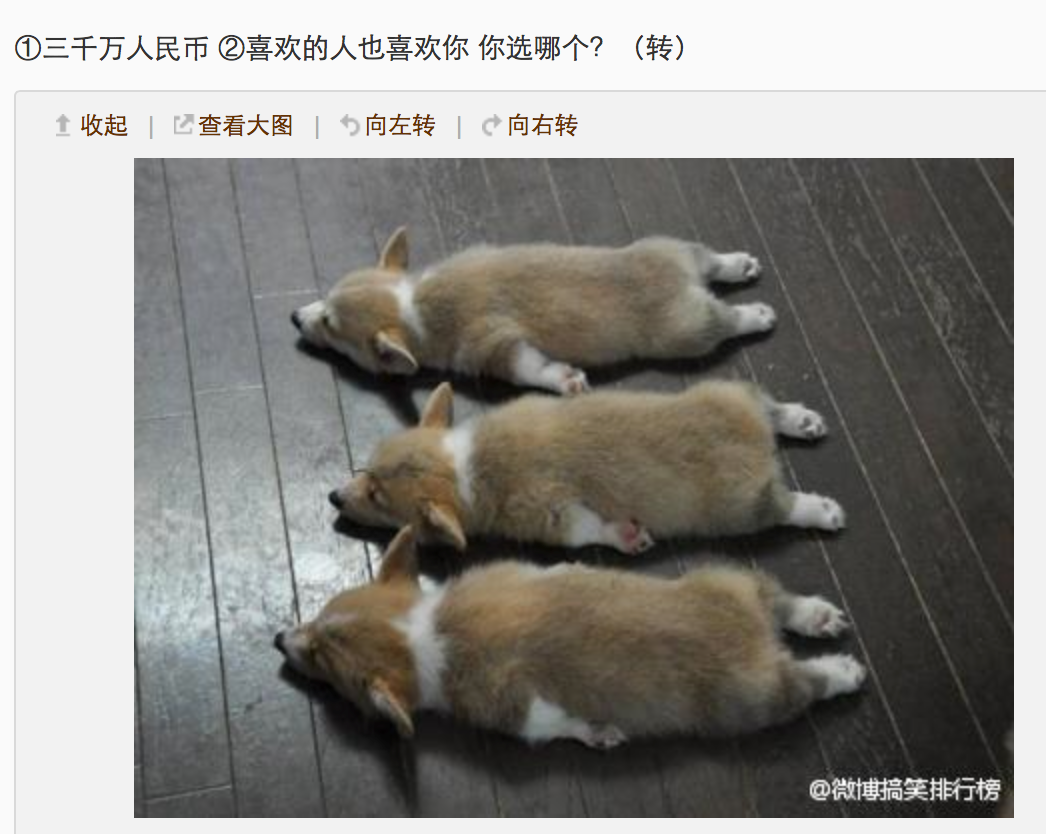 ①三千万人民币 ②喜欢的人也喜欢你 你选哪个？（转）
收起 | 查看大图 | 向左转 | 向右转
@微博搞笑排行榜